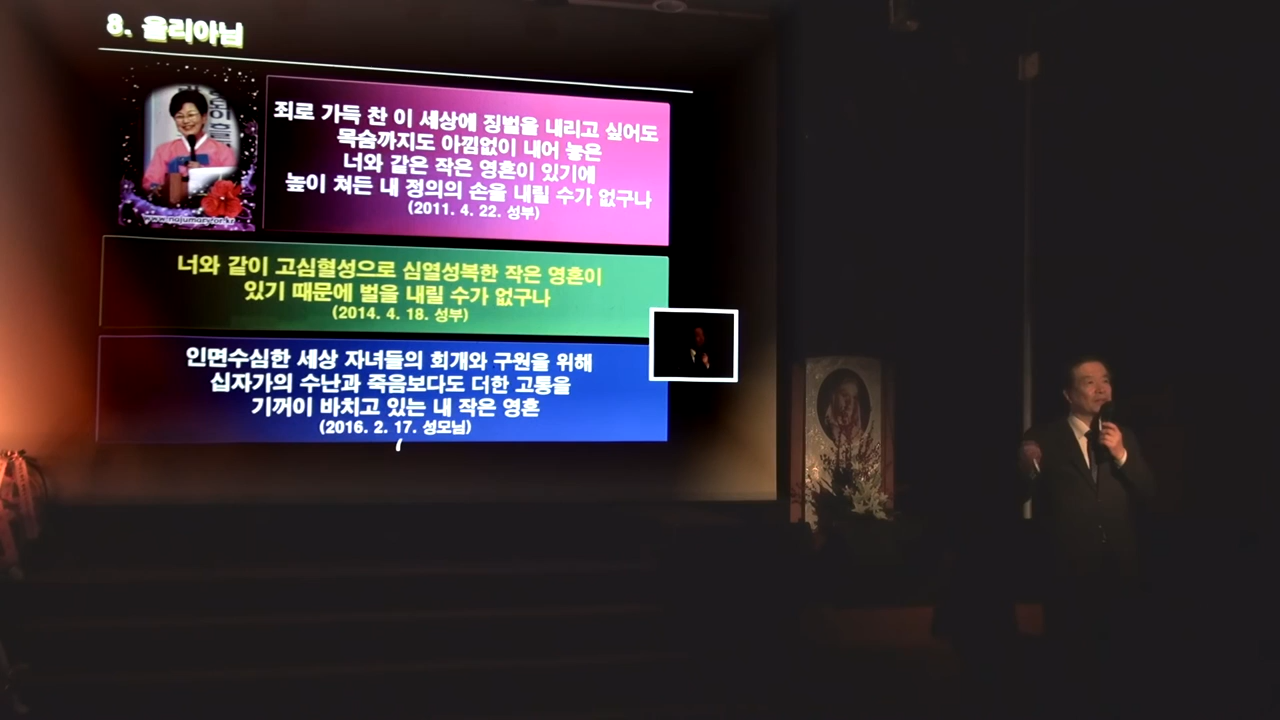 8. 율리아님
www.najumary.or.kr
죄로 가득 찬 이 세상에 징벌을 내리고 싶어도
목숨까지도 아낌없이 내어 놓은
너와 같은 작은 영혼이 있기에
높이 쳐든 내 정의의 손을 내릴 수가 없구나
(2011. 4. 22. 성부)
너와 같이 고심혈성으로 심열성복한 작은 영혼이
있기 때문에 벌을 내릴 수가 없구나
(2014. 4. 18. 성부)
인면수심한 세상 자녀들의 회개와 구원을 위해
십자가의 수난과 죽음보다도 더한 고통을
기꺼이 바치고 있는 내 작은 영혼
(2016. 2. 17. 성모님)